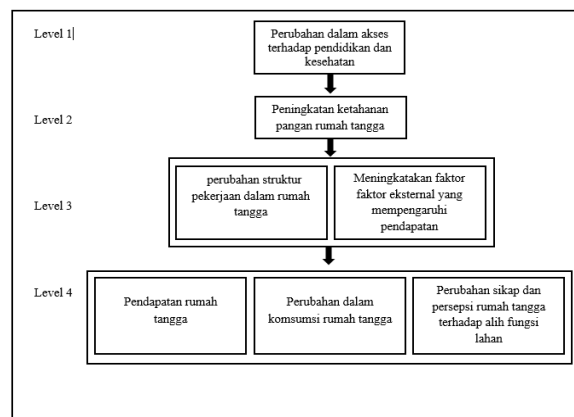 Level 1
Perubahan dalam akses
terhadap pendidikan dan
kesehatan
Level 2
Peningkatan ketahanan
pangan rumah tangga
Level 3
perubahan struktur
pekerjaan dalam rumah
tangga
Meningkatakan faktor
faktor eksternal yang
mempengaruhi
pendapatan
Level 4
Pendapatan rumah
tangga
Perubahan dalam
komsumsi rumah tangga
Perubahan sikap dan
persepsi rumah tangga
terhadap alih fungsi
lahan